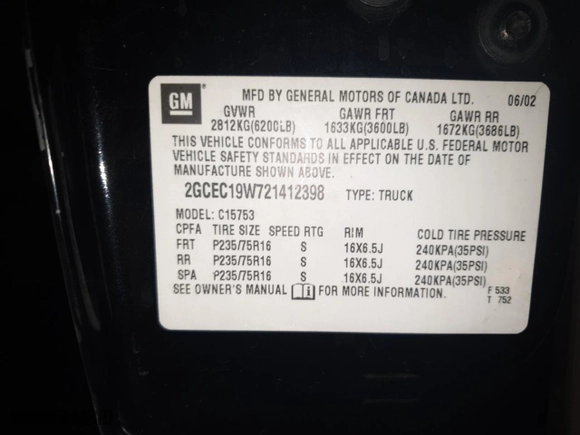 GM
MFD BY GENERAL MOTORS OF CANADA LTD. 06/02
GVWR GAWR FRT GAWR RR
2812KG(6200LB) 1633KG(3600LB) 1672KG(3686LB)
THIS VEHICLE CONFORMS TO ALL APPLICABLE U.S. FEDERAL MOTOR
VEHICLE SAFETY STANDARDS IN EFFECT ON THE DATE OF
MANUFACTURE SHOWN ABOVE.
2GCEC19W721412398 TYPE: TRUCK
MODEL: C15753
CPFA TIRE SIZE SPEED RTG RIM COLD TIRE PRESSURE
FRT P235/75R16 S 16X6.5J 240KPA(35PSI)
RR P235/75R16 S 16X6.5J 240KPA(35PSI)
SPA P235/75R16 S 16X6.5J 240KPA(35PSI)
SEE OWNER'S MANUAL FOR MORE INFORMATION.
F 533
T 752